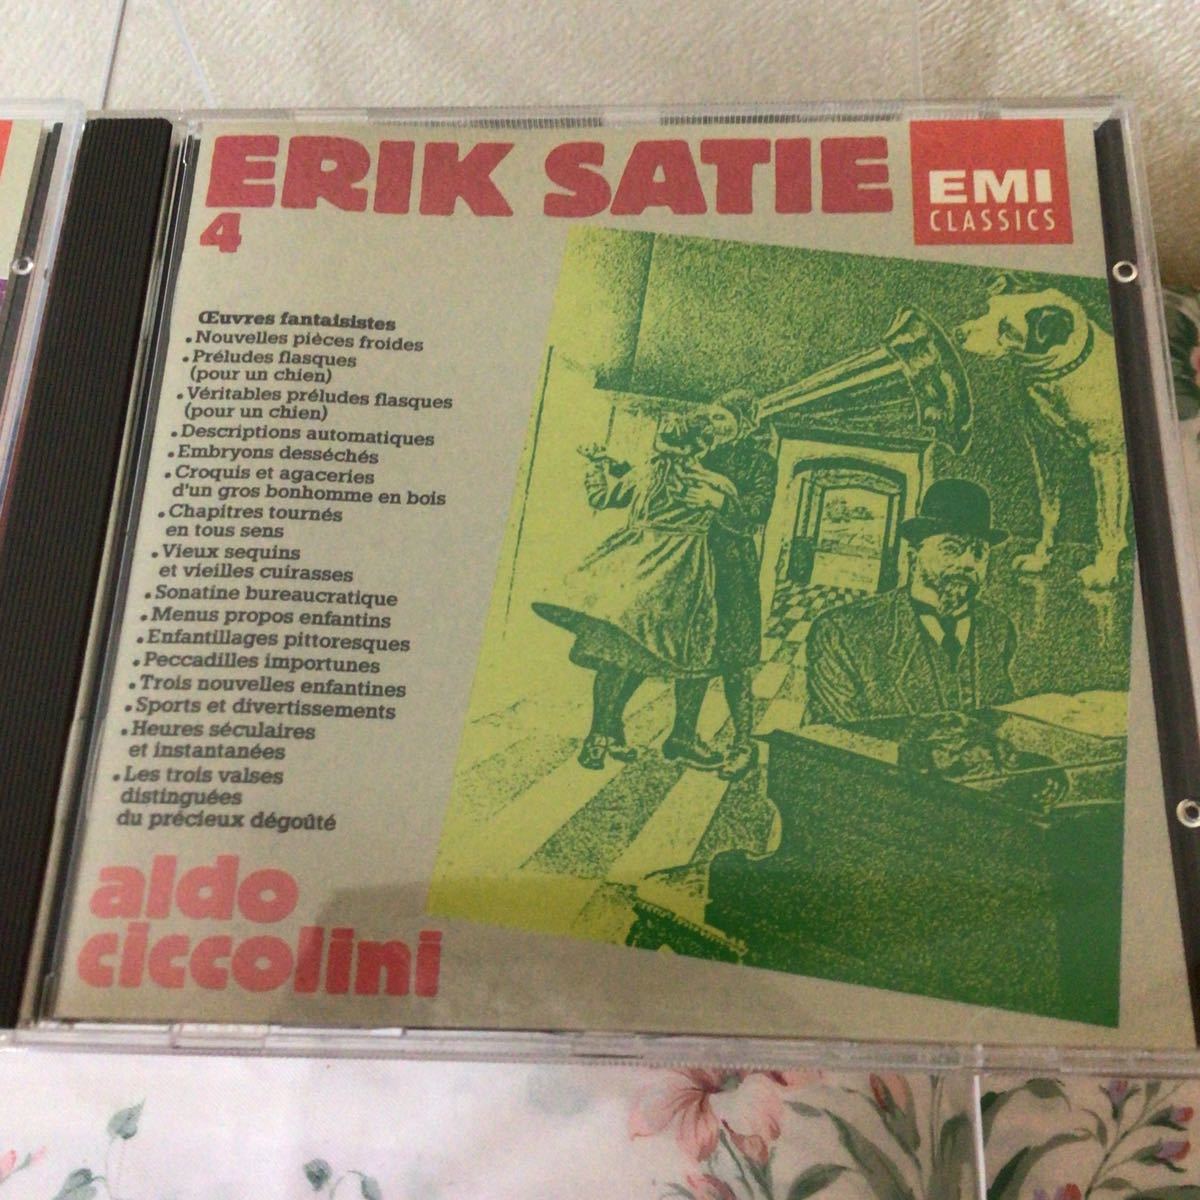 ERIK SATIE
4
EMI
CLASSICS
Œuvres fantaisistes
.Nouvelles pièces froides
.Préludes flasques
(pour un chien)
.Véritables préludes flasques
(pour un chien)
.Descriptions automatiques
.Embryons desséchés
.Croquis et agaceries
d'un gros bonhomme en bois
.Chapitres tournés
en tous sens
.Vieux sequins
et vieilles cuirasses
.Sonatine bureaucratique
.Menus propos enfantins
.Enfantillages pittoresques
.Peccadilles importunes
.Trois nouvelles enfantines
.Sports et divertissements
.Heures séculaires
et instantanées
.Les trois valses
distinguées
du précieux dégoûté
aldo
ciccolini